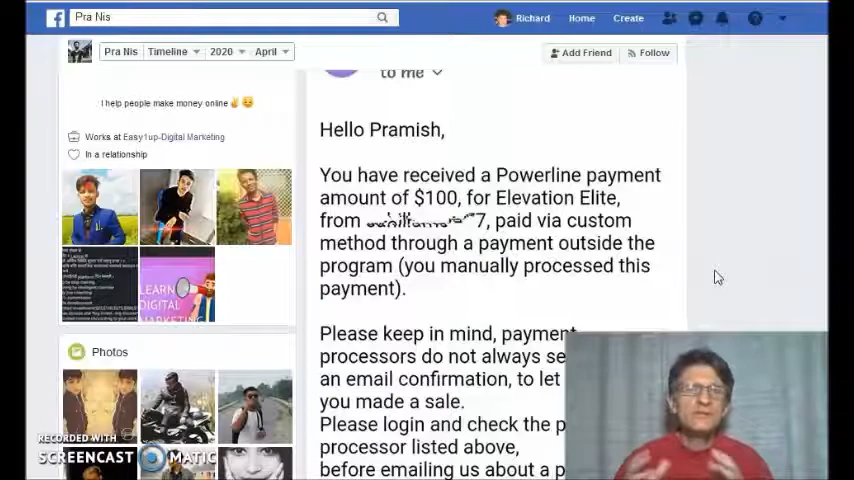 Pra Nis
Richard Home Create
Pra Nis Timeline 2020 April
Add Friend Follow
I help people make money online
Works at Easy1up-Digital Marketing
In a relationship
LEARN
DIGITAL
MARKETING
Photos
to me
Hello Pramish,
You have received a Powerline payment
amount of $100, for Elevation Elite,
from 7, paid via custom
method through a payment outside the
program (you manually processed this
payment).
Please keep in mind, payment
processors do not always se
an email confirmation, to let
you made a sale.
Please login and check the p
processor listed above,
before emailing us about a p
RECORDED WITH
SCREENCAST MATIC